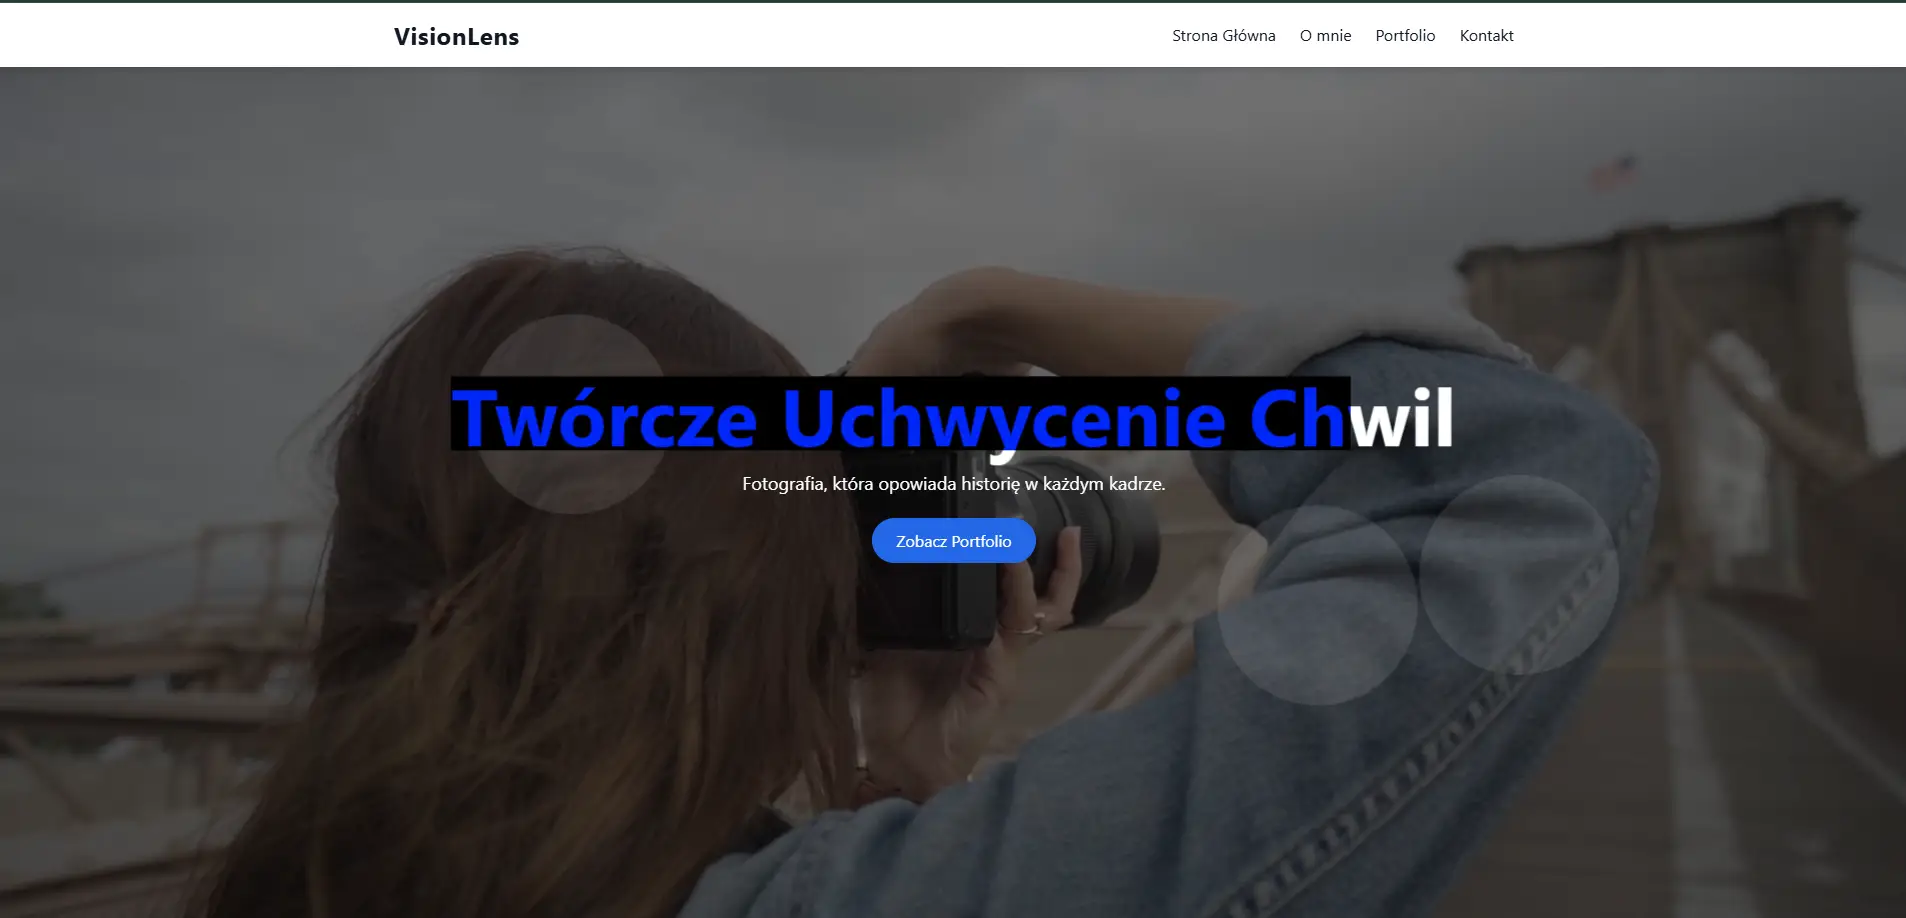 VisionLens
Strona Główna O mnie Portfolio Kontakt
Twórcze Uchwycenie Chwil
Fotografia, która opowiada historię w każdym kadrze.
Zobacz Portfolio